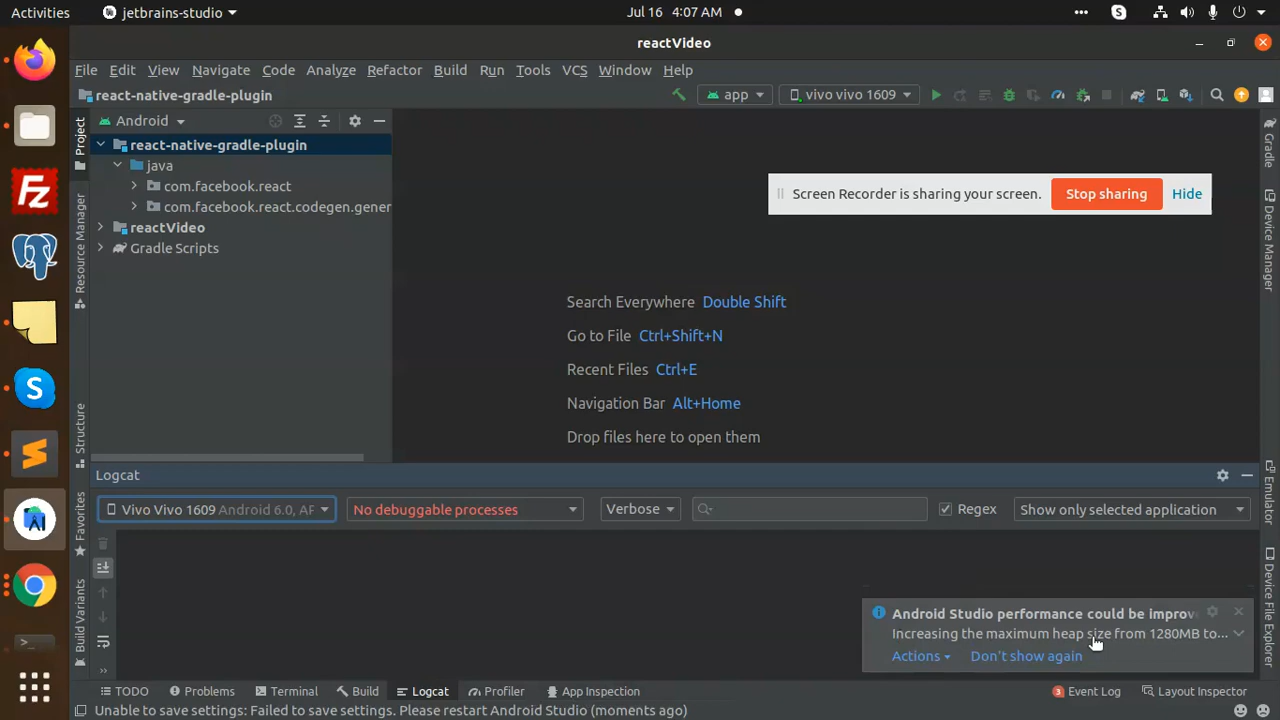 Activities
jetbrains-studio
Jul 16 4:07 AM
reactVideo
File Edit View Navigate Code Analyze Refactor Build Run Tools VCS Window Help
react-native-gradle-plugin
app
vivo vivo 1609
Android
react-native-gradle-plugin
java
com.facebook.react
com.facebook.react.codegen.gener
reactVideo
Gradle Scripts
Project
Resource Manager
Structure
Favorites
Build Variants
Screen Recorder is sharing your screen. Stop sharing Hide
Search Everywhere Double Shift
Go to File Ctrl+Shift+N
Recent Files Ctrl+E
Navigation Bar Alt+Home
Drop files here to open them
Gradle
Device Manager
Emulator
Device File Explorer
Logcat
Vivo Vivo 1609 Android 6.0, AP
No debuggable processes
Verbose
Regex
Show only selected application
Android Studio performance could be improv
Increasing the maximum heap size from 1280MB to...
Actions Don't show again
TODO Problems Terminal Build Logcat Profiler App Inspection
3 Event Log Layout Inspector
Unable to save settings: Failed to save settings. Please restart Android Studio (moments ago)